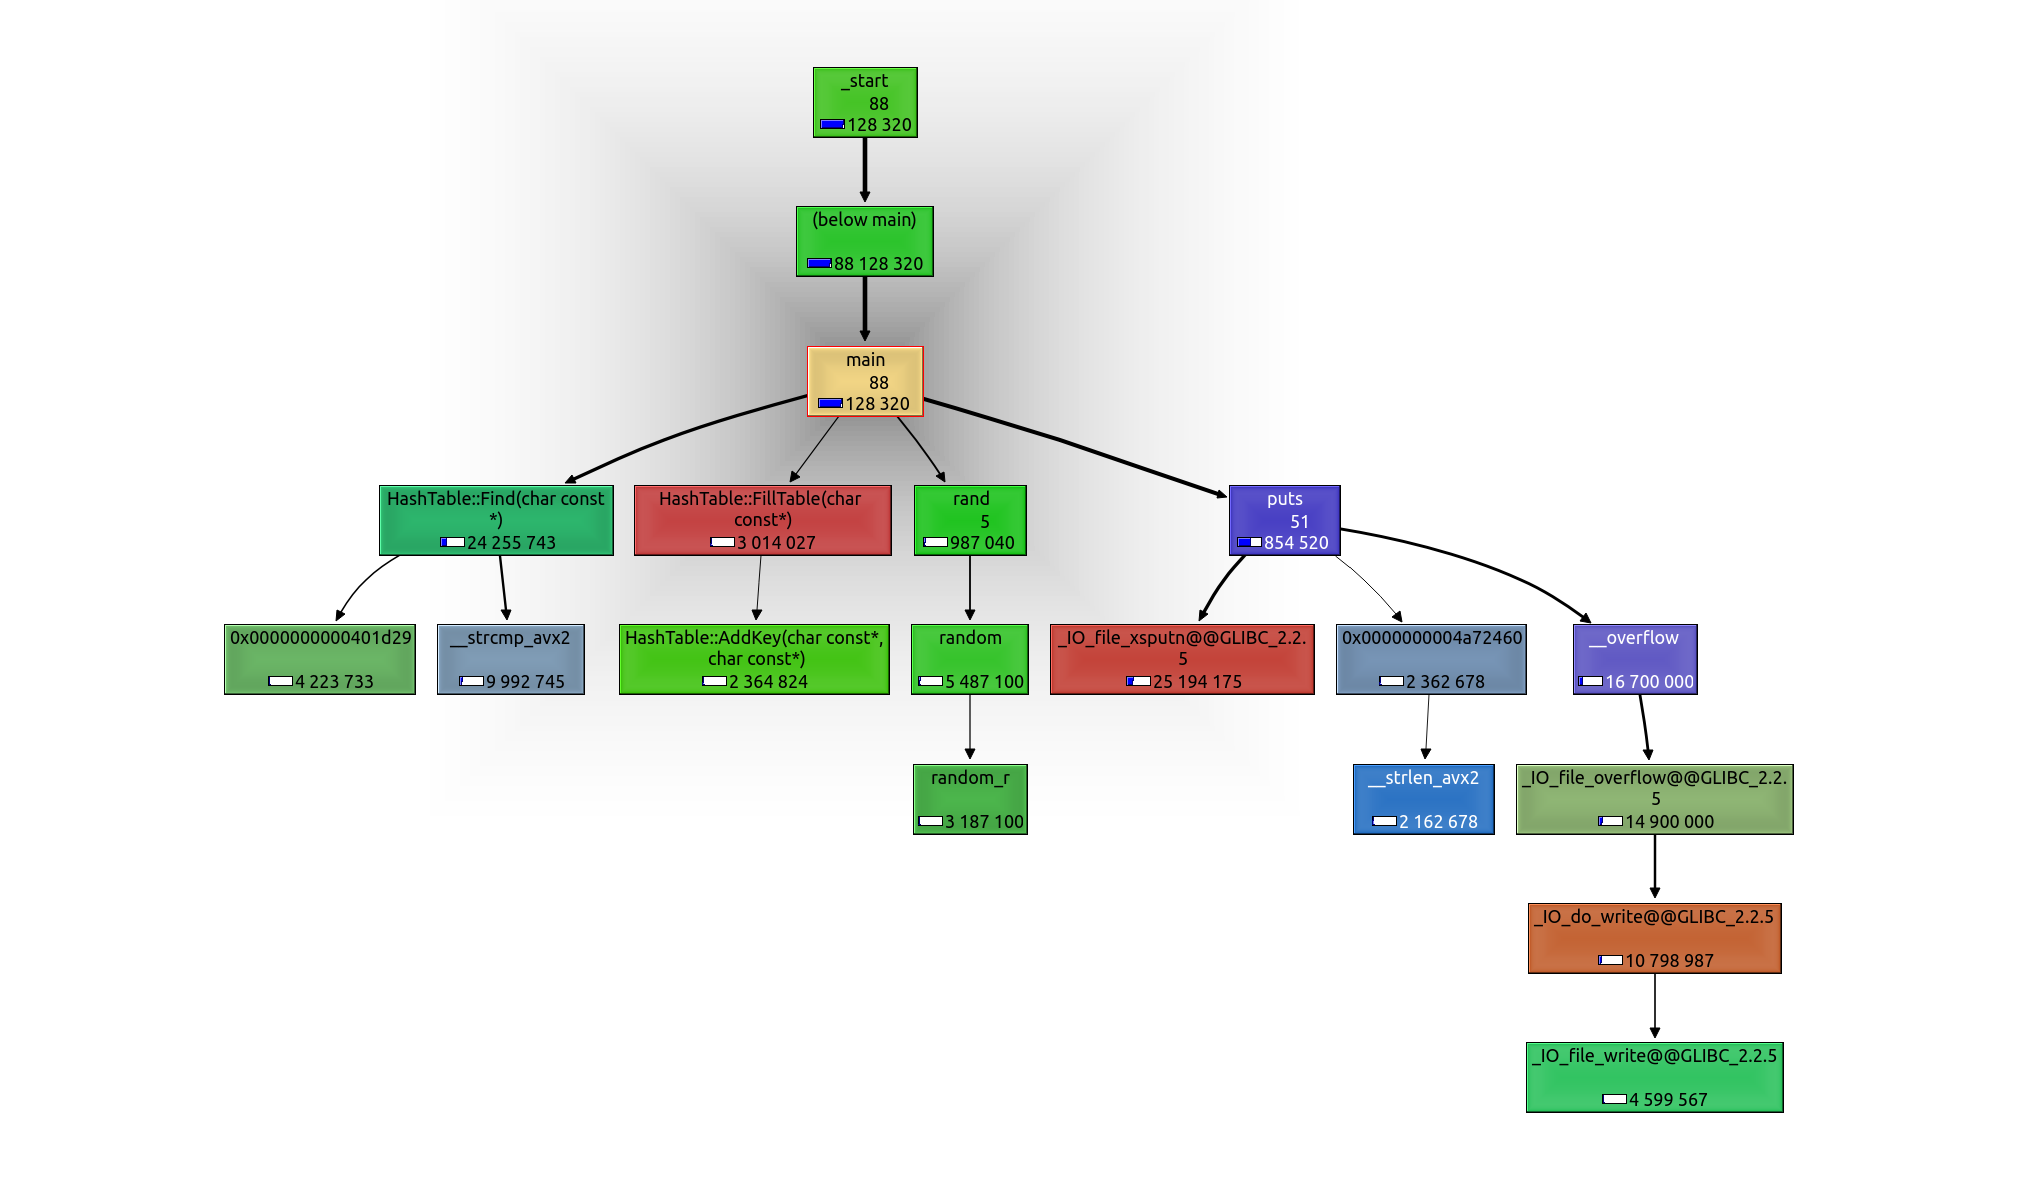 _start
88
128 320
(below main)
88 128 320
main
88
128 320
HashTable::Find(char const
*)
24 255 743
HashTable::FillTable(char
const*)
3 014 027
rand
5
987 040
puts
51
854 520
0x0000000000401d29
4 223 733
__strcmp_avx2
9 992 745
HashTable::AddKey(char const*,
char const*)
2 364 824
random
5 487 100
_IO_file_xsputn@@GLIBC_2.2.
5
25 194 175
0x0000000004a72460
2 362 678
__overflow
16 700 000
random_r
3 187 100
__strlen_avx2
2 162 678
_IO_file_overflow@@GLIBC_2.2.
5
14 900 000
_IO_do_write@@GLIBC_2.2.5
10 798 987
_IO_file_write@@GLIBC_2.2.5
4 599 567